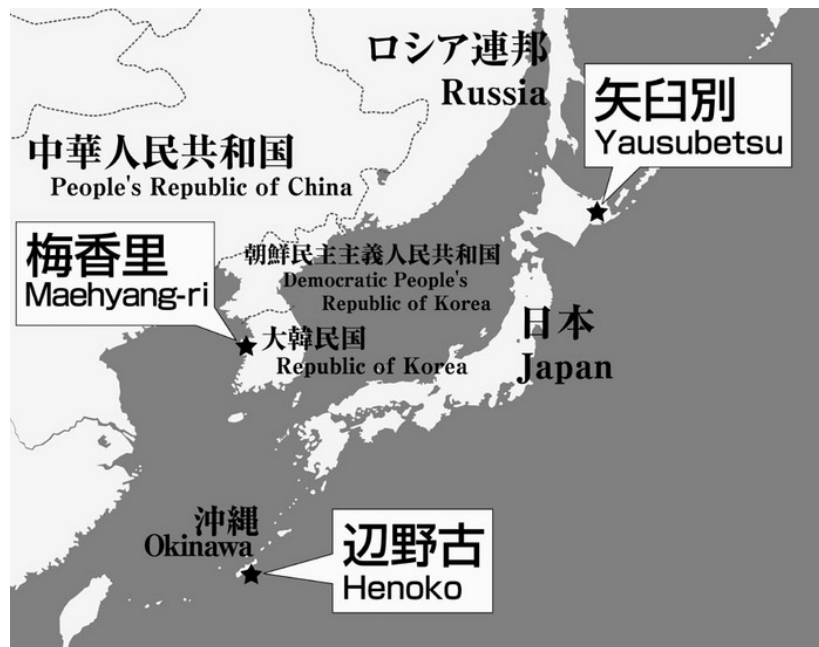 ロシア連邦
Russia
矢臼別
Yausubetsu
中華人民共和国
People's Republic of China
梅香里
Maehyang-ri
朝鮮民主主義人民共和国
Democratic People's
Republic of Korea
大韓民国
Republic of Korea
日本
Japan
沖縄
Okinawa
辺野古
Henoko